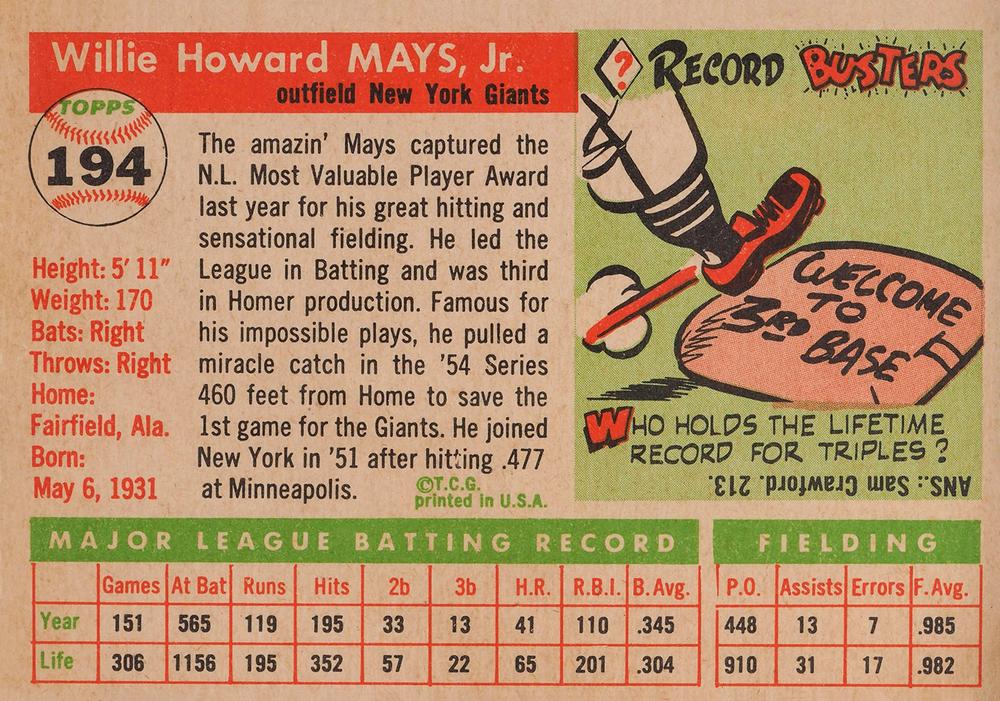 Willie Howard MAYS, Jr.
outfield New York Giants
TOPPS
194
Height: 5' 11"
Weight: 170
Bats: Right
Throws: Right
Home:
Fairfield, Ala.
Born:
May 6, 1931
The amazin' Mays captured the
N.L. Most Valuable Player Award
last year for his great hitting and
sensational fielding. He led the
League in Batting and was third
in Homer production. Famous for
his impossible plays, he pulled a
miracle catch in the '54 Series
460 feet from Home to save the
1st game for the Giants. He joined
New York in '51 after hitting .477
at Minneapolis.
©T.C.G.
printed in U.S.A.
? RECORD BUSTERS
WELCOME
TO
3RD BASE
WHO HOLDS THE LIFETIME
RECORD FOR TRIPLES?
ANS.: Sam Crawford. 213.
MAJOR LEAGUE BATTING RECORD
Games At Bat Runs Hits 2b 3b H.R. R.B.I. B. Avg.
Year 151 565 119 195 33 13 41 110 .345
Life 306 1156 195 352 57 22 65 201 .304
FIELDING
P.O. Assists Errors F. Avg.
448 13 7 .985
910 31 17 .982